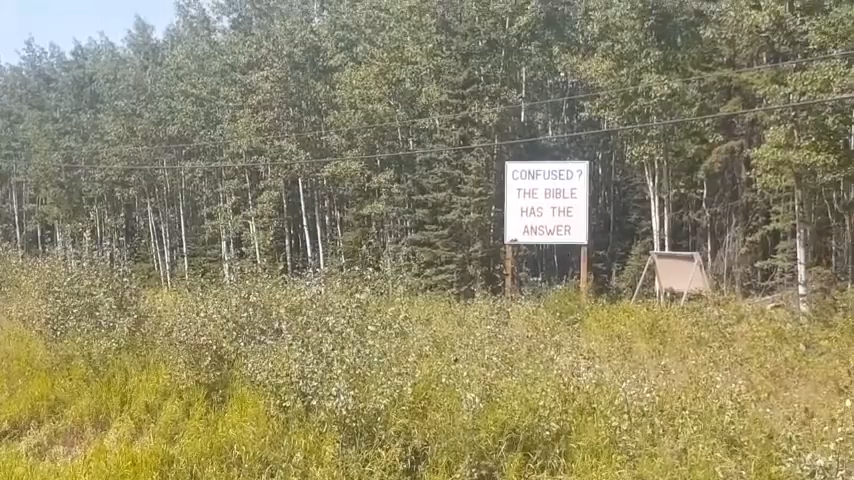 CONFUSED?
THE BIBLE
HAS THE
ANSWER